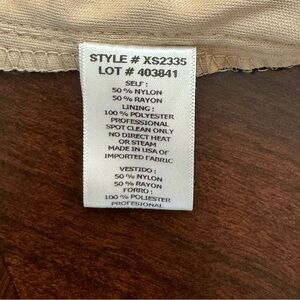 STYLE # XS2335
LOT # 403841
SELF :
50 % NYLON
50 % RAYON
LINING :
100 % POLYESTER
PROFESSIONAL
SPOT CLEAN ONLY
NO DIRECT HEAT
OR STEAM
MADE IN USA OF
IMPORTED FABRIC
VESTIDO :
50 % NYLON
50 % RAYON
FORRO :
100 % POLIESTER
PROFESIONAL